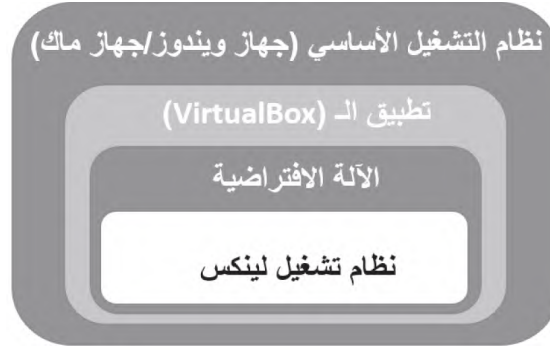 نظام التشغيل الأساسي (جهاز ويندوز/جهاز ماك)
تطبيق الـ (VirtualBox)
الآلة الافتراضية
نظام تشغيل لينكس